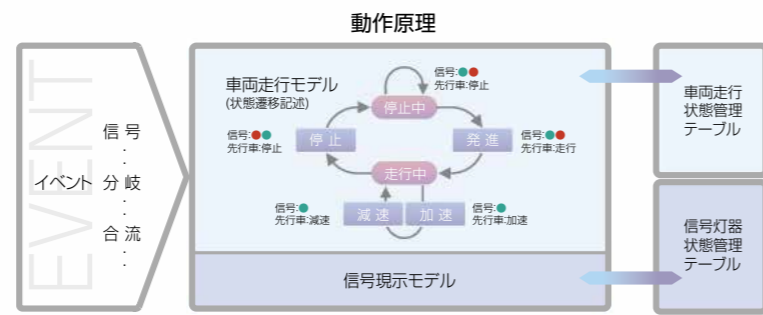 動作原理
EVENT
イベント
信号
:
分岐
:
合流
:
車両走行モデル
(状態遷移記述)
信号:●●
先行車:停止
停止中
信号:●●
先行車:停止
停止
発進
信号:●●
先行車:走行
走行中
信号:●
先行車:減速
減速
加速
信号:●
先行車:加速
信号現示モデル
車両走行
状態管理
テーブル
信号灯器
状態管理
テーブル